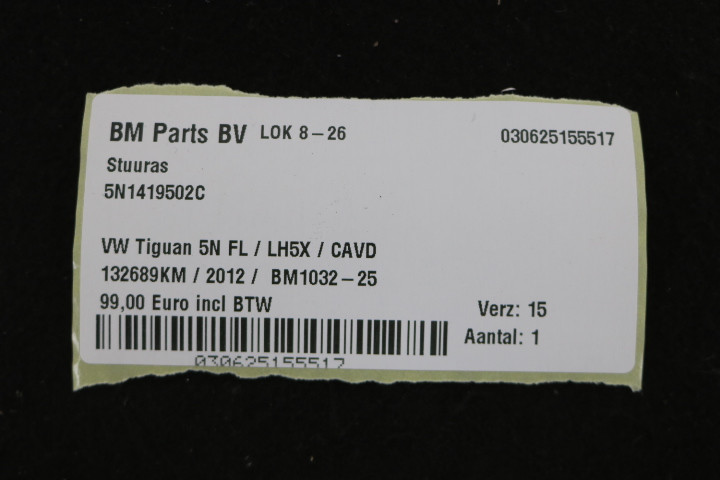 BM Parts BV LOK 8-26 030625155517
Stuuras
5N1419502C
VW Tiguan 5N FL / LH5X / CAVD
132689KM / 2012 / BM1032-25
99,00 Euro incl BTW
Verz: 15
Aantal: 1
030625155517